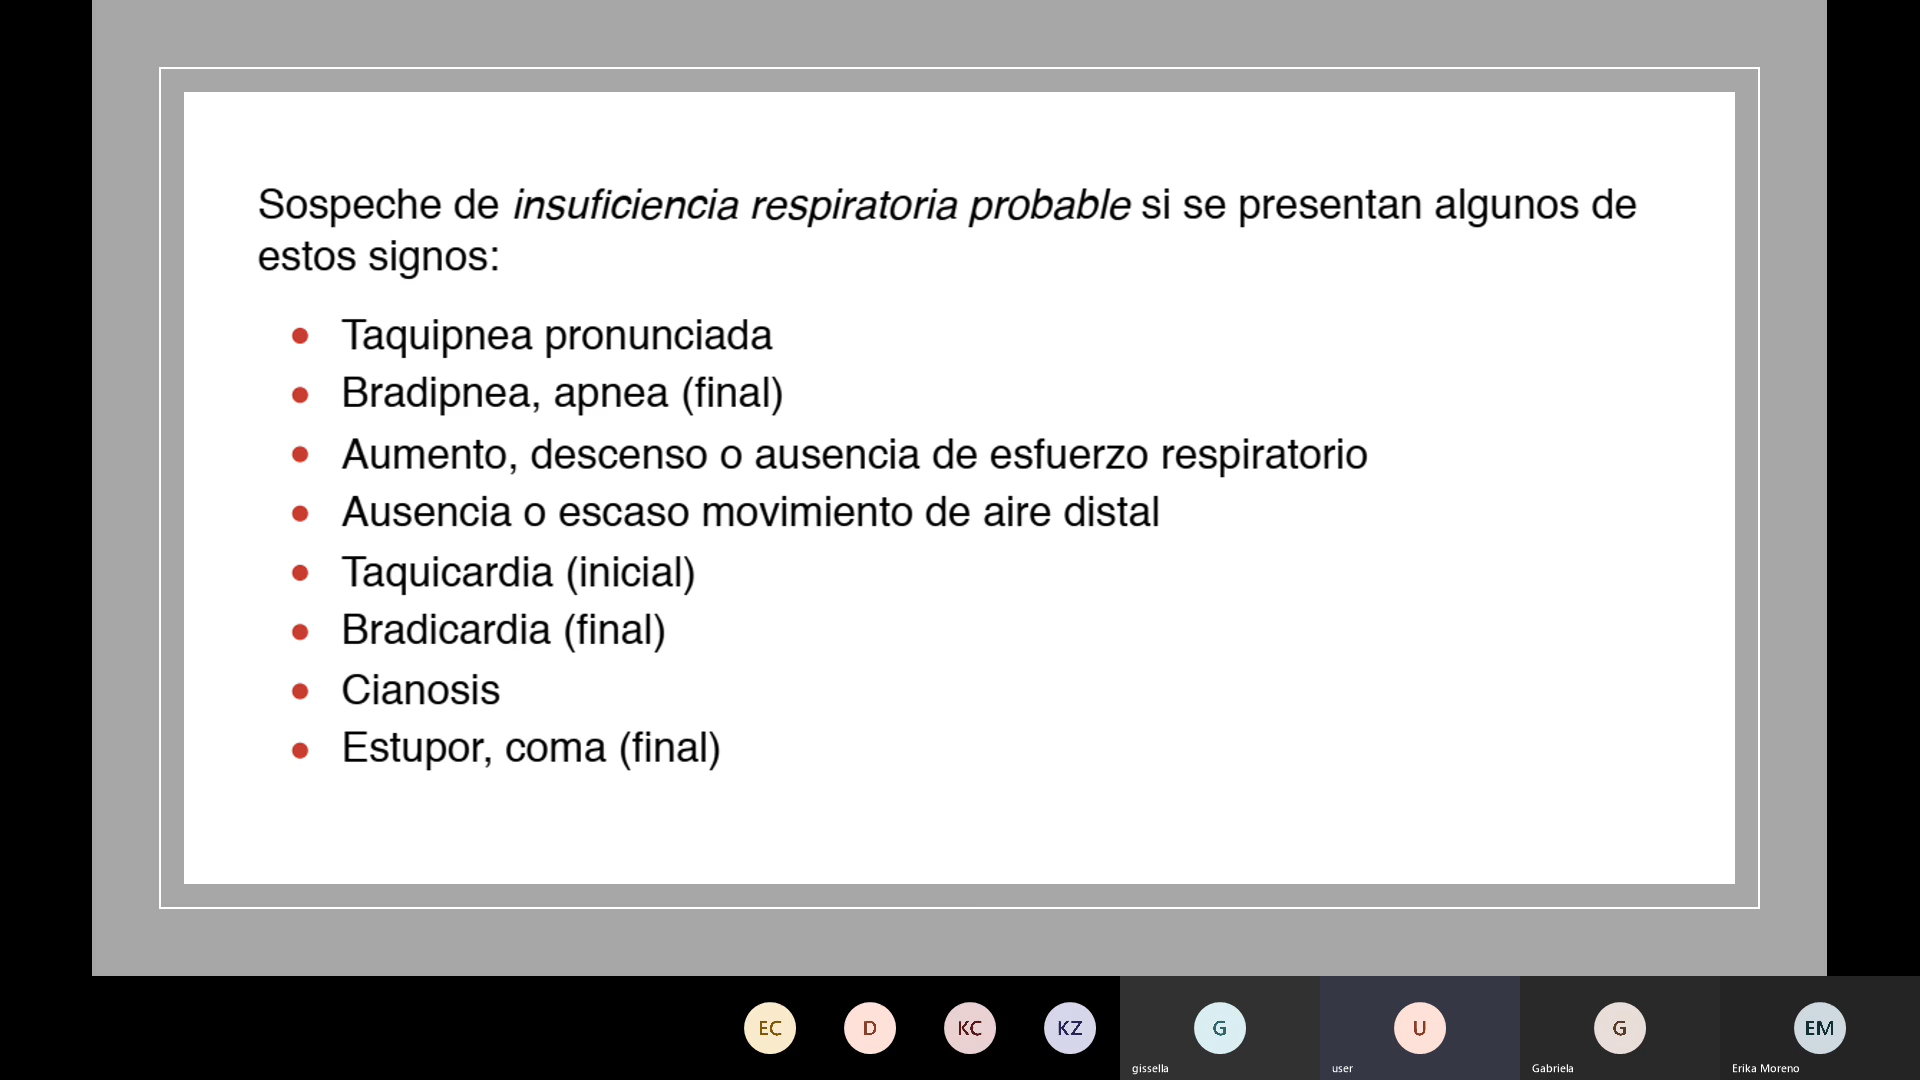 Sospeche de insuficiencia respiratoria probable si se presentan algunos de
estos signos:
• Taquipnea pronunciada
• Bradipnea, apnea (final)
• Aumento, descenso o ausencia de esfuerzo respiratorio
• Ausencia o escaso movimiento de aire distal
• Taquicardia (inicial)
• Bradicardia (final)
• Cianosis
• Estupor, coma (final)
EC D KC KZ G U G EM
gissella user Gabriela Erika Moreno